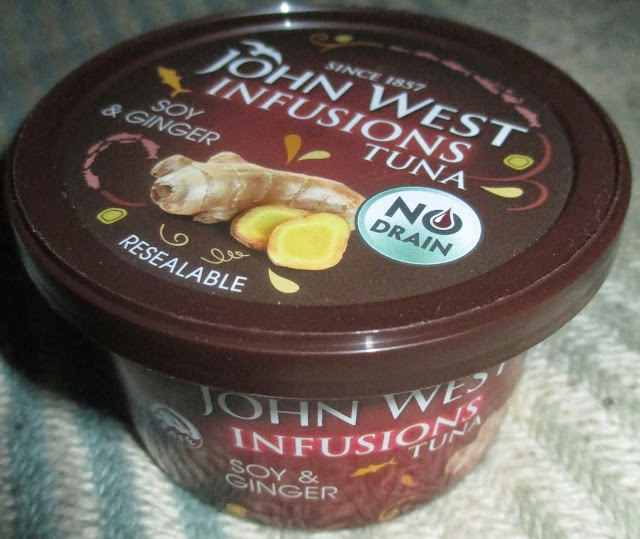 SINCE 1857
JOHN WEST
INFUSIONS
TUNA
SOY
& GINGER
NO
DRAIN
RESEALABLE
JOHN WEST
INFUSIONS
TUNA
SOY &
GINGER